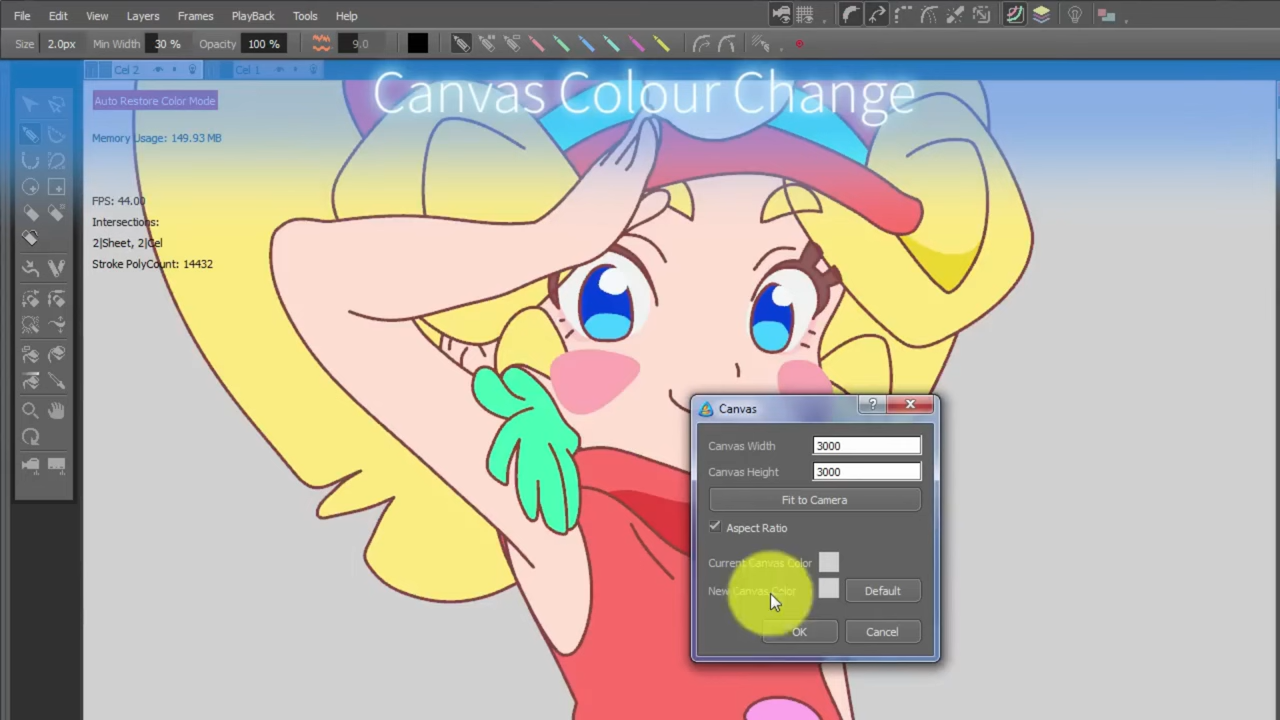 File Edit View Layers Frames PlayBack Tools Help
Size 2.0px Min Width 30 % Opacity 100 % 9.0
Cel 2 Cel 1
Canvas Colour Change
Auto Restore Color Mode
Memory Usage: 149.93 MB
FPS: 44.00
Intersections:
2|Sheet, 2|Cel
Stroke PolyCount: 14432
Canvas ?
Canvas Width 3000
Canvas Height 3000
Fit to Camera
Aspect Ratio
Current Canvas Color
New Canvas Color Default
OK Cancel